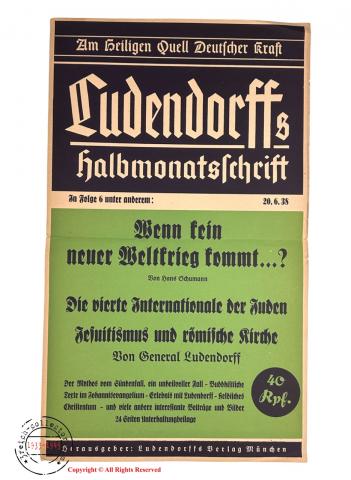 Am Heiligen Quell Deutscher Kraft
Ludendorffs
Halbmonatsschrift
In Folge 6 unter anderem: 20.6.38
Wenn kein
neuer Weltkrieg kommt...?
Von Hans Schumann
Die vierte Internationale der Juden
Jesuitismus und römische Kirche
Von General Ludendorff
Der Mythos vom Sündenfall, ein unheilvoller Fall - Buddhistische
Texte im Johannesevangelium - Erlebnis mit Ludendorff - Feldisches
Christentum - und viele andere interessante Beiträge und Bilder
24 Seiten Unterhaltungsbeilage
40
Rpf.
Herausgeber: Ludendorffs Verlag München
Copyright © All Rights Reserved